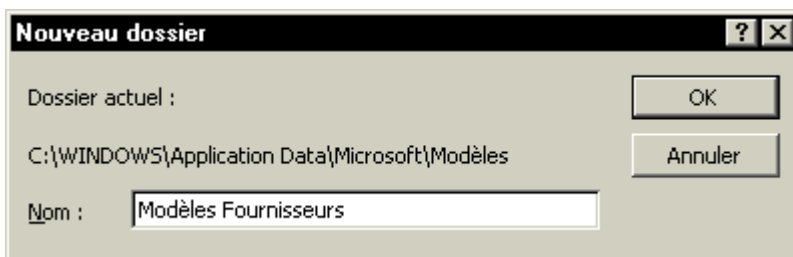 Nouveau dossier
Dossier actuel :
OK
C:\WINDOWS\Application Data\Microsoft\Modèles
Annuler
Nom :
Modèles Fournisseurs